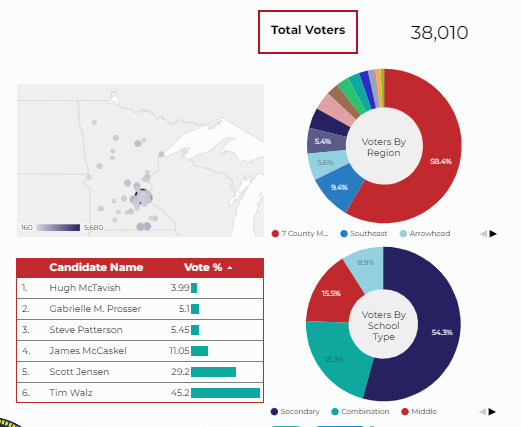 Total Voters
38,010
160
5,680
Voters By
Region
58.4%
9.4%
5.6%
5.4%
7 County M...
Southeast
Arrowhead
Candidate Name Vote %
1. Hugh McTavish 3.99
2. Gabrielle M. Prosser 5.1
3. Steve Patterson 5.45
4. James McCaskel 11.05
5. Scott Jensen 29.2
6. Tim Walz 45.2
Voters By
School
Type
8.9%
15.5%
54.3%
21.3%
Secondary
Combination
Middle